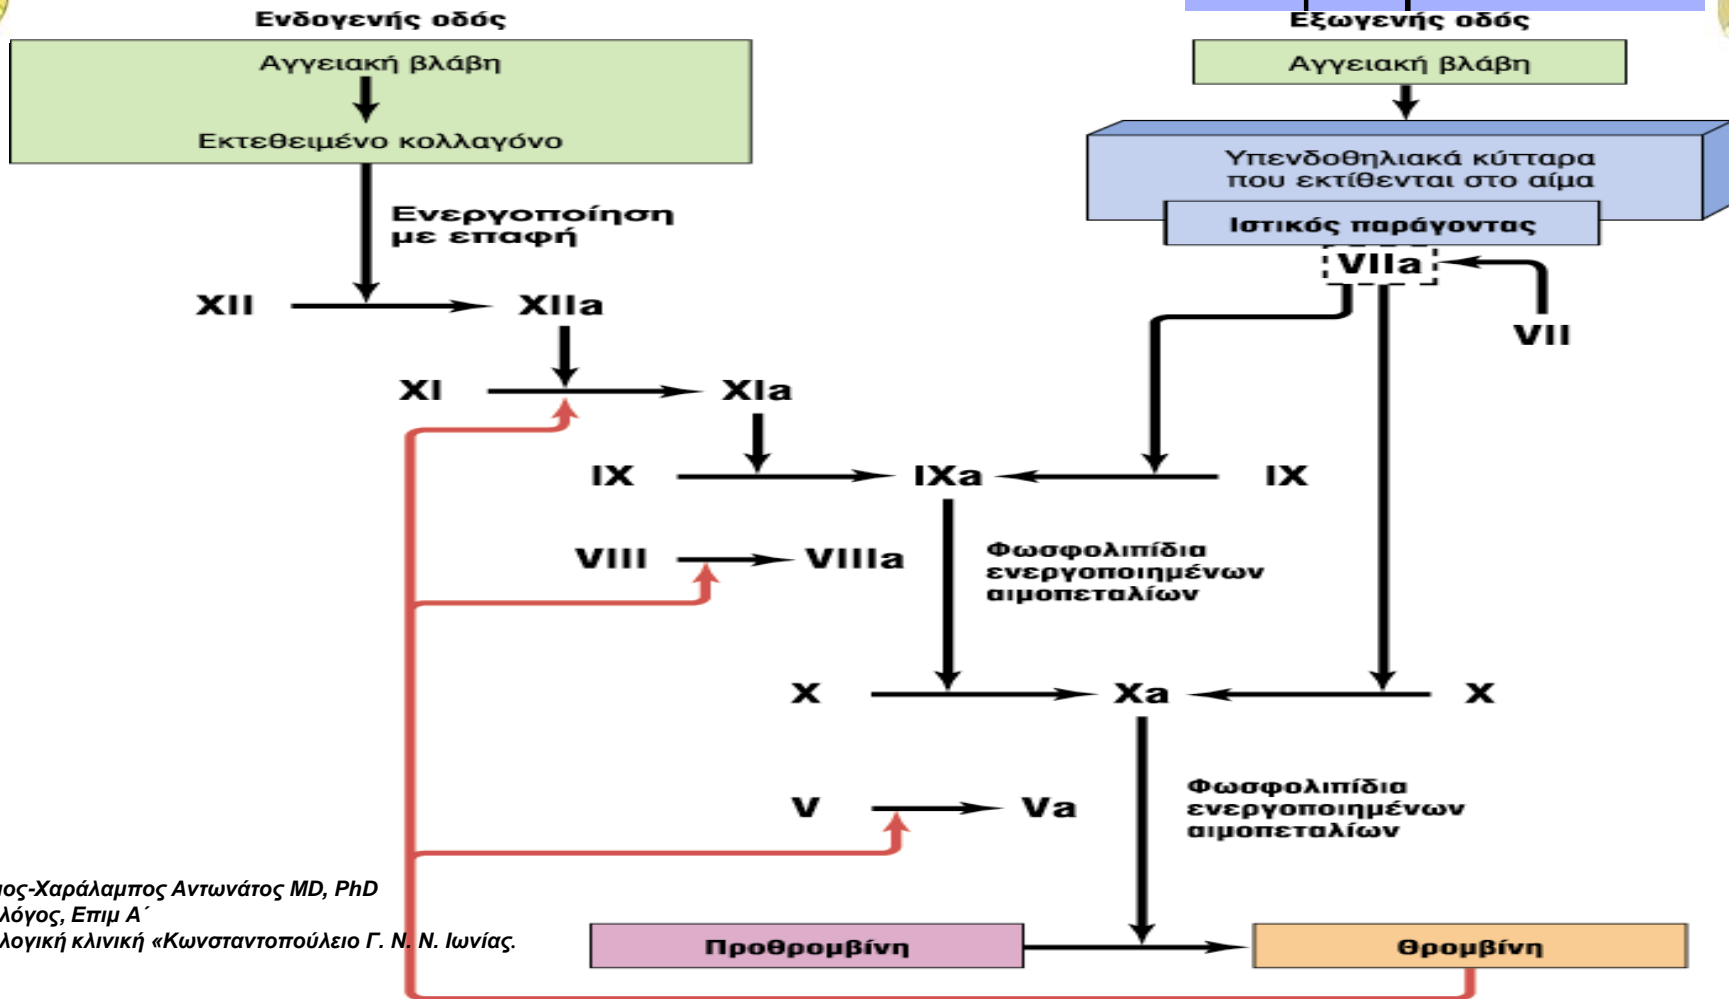 Ενδογενής οδός
Εξωγενής οδός
Αγγειακή βλάβη
Αγγειακή βλάβη
Εκτεθειμένο κολλαγόνο
Υπενδοθηλιακά κύτταρα
που εκτίθενται στο αίμα
Ενεργοποίηση
με επαφή
Ιστικός παράγοντας
VIIa
VII
XII
XIIa
XI
XIa
IX
IXa
IX
VIII
VIIIa
Φωσφολιπίδια
ενεργοποιημένων
αιμοπεταλίων
X
Xa
X
V
Va
Φωσφολιπίδια
ενεργοποιημένων
αιμοπεταλίων
μος-Χαράλαμπος Αντωνάτος MD, PhD
λόγος, Επιμ Α΄
λογική κλινική «Κωνσταντοπούλειο Γ. Ν. Ν. Ιωνίας.
Προθρομβίνη
Θρομβίνη